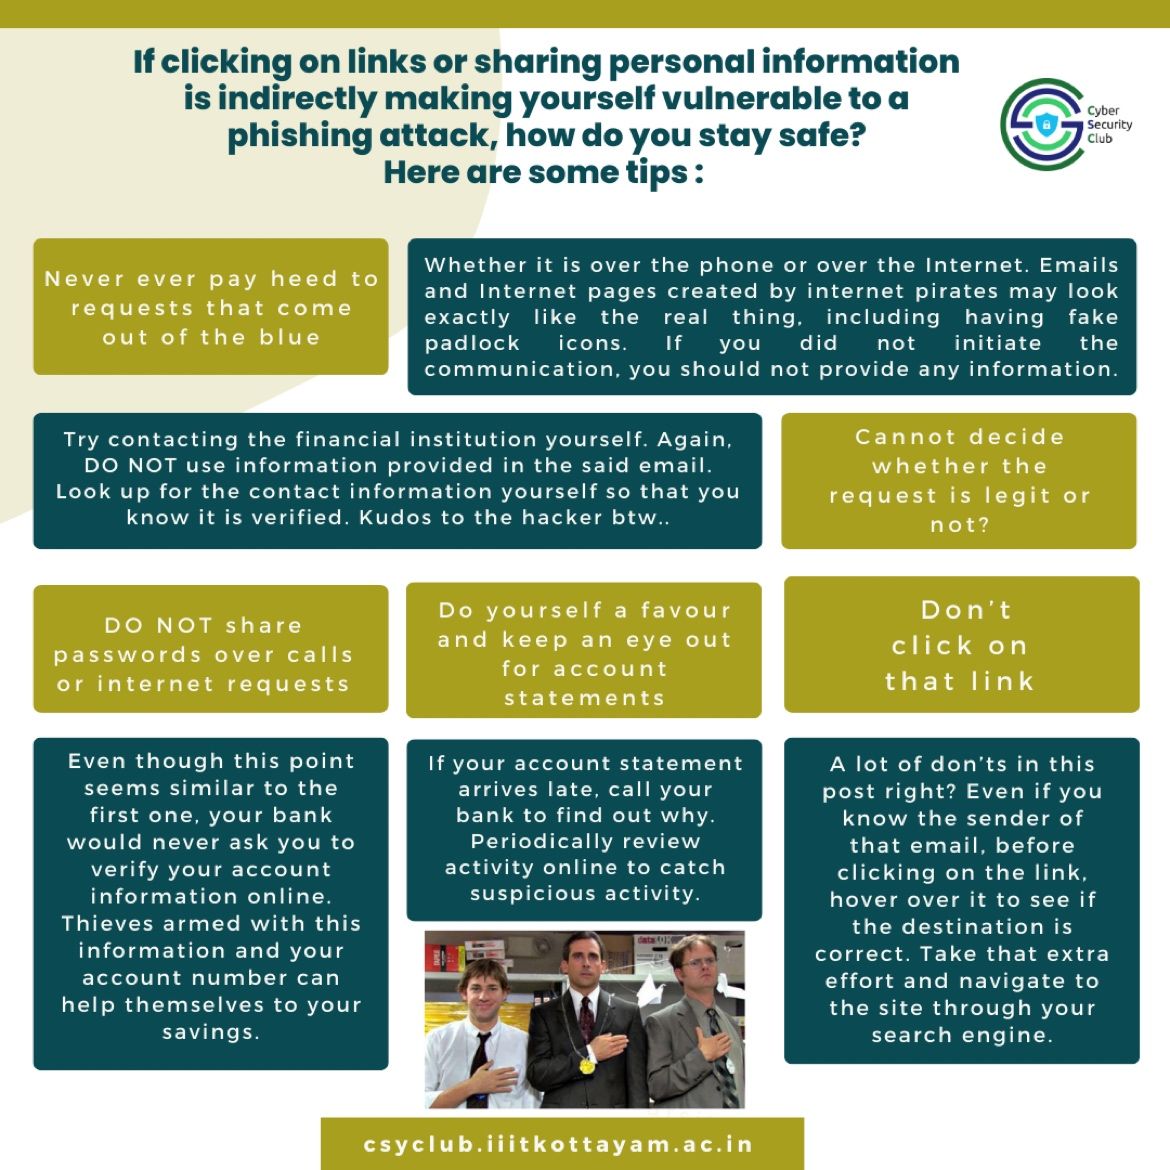 If clicking on links or sharing personal information
is indirectly making yourself vulnerable to a
phishing attack, how do you stay safe?
Here are some tips :
Cyber
Security
Club
Never ever pay heed to
requests that come
out of the blue
Whether it is over the phone or over the Internet. Emails
and Internet pages created by internet pirates may look
exactly like the real thing, including having fake
padlock icons. If you did not initiate the
communication, you should not provide any information.
Try contacting the financial institution yourself. Again,
DO NOT use information provided in the said email.
Look up for the contact information yourself so that you
know it is verified. Kudos to the hacker btw..
Cannot decide
whether the
request is legit or
not?
DO NOT share
passwords over calls
or internet requests
Even though this point
seems similar to the
first one, your bank
would never ask you to
verify your account
information online.
Thieves armed with this
information and your
account number can
help themselves to your
savings.
Do yourself a favour
and keep an eye out
for account
statements
If your account statement
arrives late, call your
bank to find out why.
Periodically review
activity online to catch
suspicious activity.
Don't
click on
that link
A lot of don'ts in this
post right? Even if you
know the sender of
that email, before
clicking on the link,
hover over it to see if
the destination is
correct. Take that extra
effort and navigate to
the site through your
search engine.
csyclub.iiitkottayam.ac.in